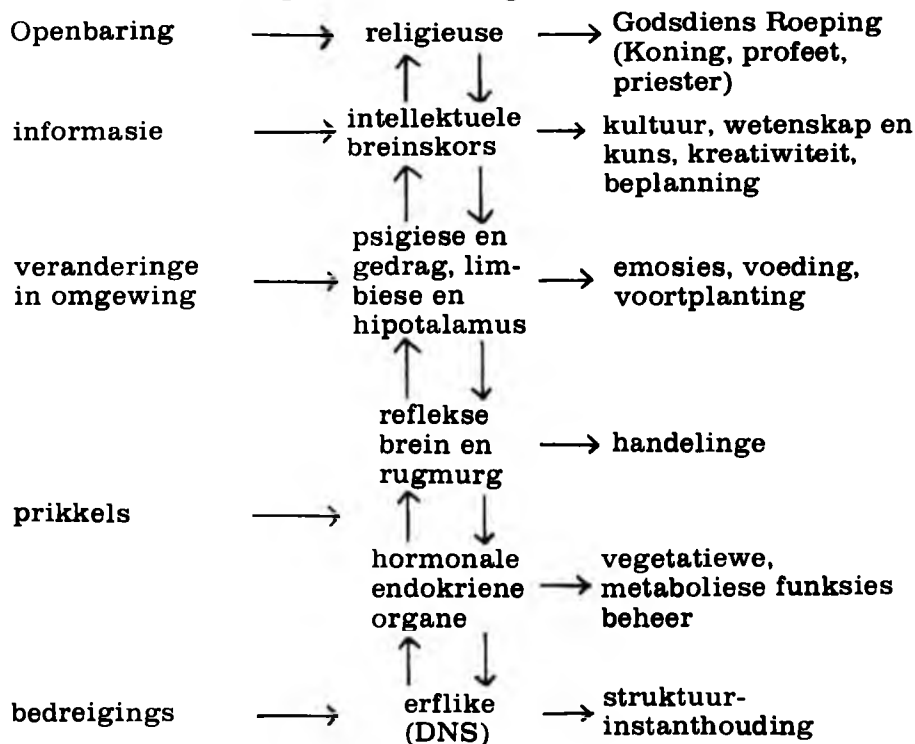 Openbaring religieuse Godsdiens Roeping
(Koning, profeet,
priester)
informasie intellektuele
breinskors kultuur, wetenskap en
kuns, kreatiwiteit,
beplanning
veranderinge
in omgewing psigiese en
gedrag, lim-
biese en
hipotalamus emosies, voeding,
voortplanting
reflekse
brein en
rugmurg handelinge
prikkels
hormonale
endokriene
organe vegetatiewe,
metaboliese funksies
beheer
bedreigings erflike
(DNS) struktuur-
instanthouding